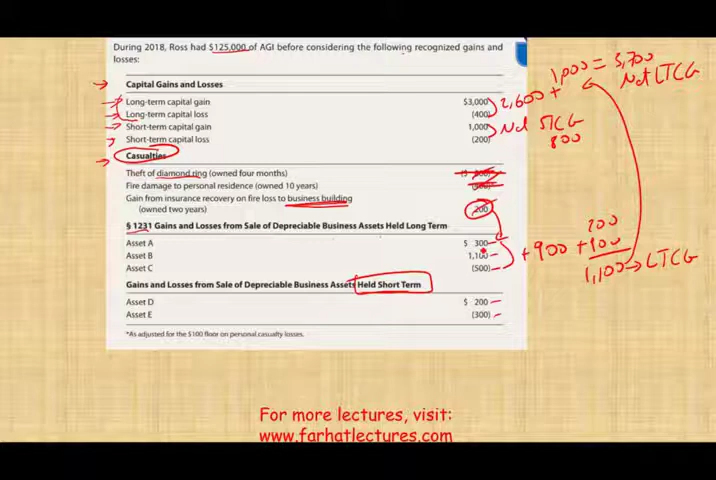 During 2018, Ross had $125,000 of AGI before considering the following recognized gains and
losses:
Capital Gains and Losses
Long-term capital gain $3,000
Long-term capital loss (400)
Short-term capital gain 1,000
Short-term capital loss (200)
2,600 +
1,000 = 3,700
Net LTCG
Net STCG
800
Casualties
Theft of diamond ring (owned four months)
Fire damage to personal residence (owned 10 years)
Gain from insurance recovery on fire loss to business building
(owned two years) 200
§ 1231 Gains and Losses from Sale of Depreciable Business Assets Held Long Term
Asset A $ 300
Asset B 1,100
Asset C (500)
+900 +
200
900
1,100 → LTCG
Gains and Losses from Sale of Depreciable Business Assets Held Short Term
Asset D $ 200
Asset E (300)
*As adjusted for the $100 floor on personal casualty losses.
For more lectures, visit:
www.farhatlectures.com